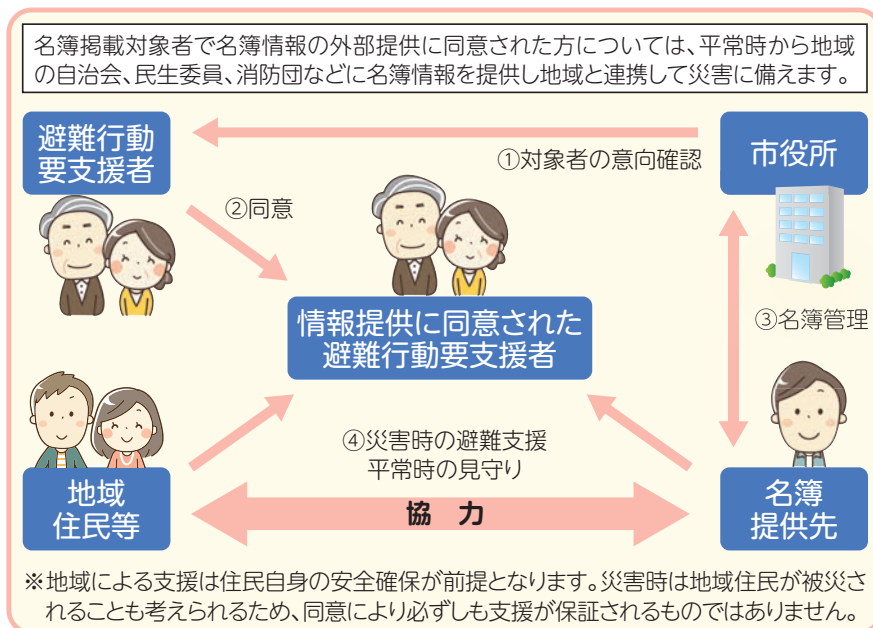 名簿掲載対象者で名簿情報の外部提供に同意された方については、平常時から地域
の自治会、民生委員、消防団などに名簿情報を提供し地域と連携して災害に備えます。
避難行動
要支援者
①対象者の意向確認
市役所
②同意
情報提供に同意された
避難行動要支援者
③名簿管理
④災害時の避難支援
平常時の見守り
地域
住民等
協 力
名簿
提供先
※地域による支援は住民自身の安全確保が前提となります。災害時は地域住民が被災さ
れることも考えられるため、同意により必ずしも支援が保証されるものではありません。